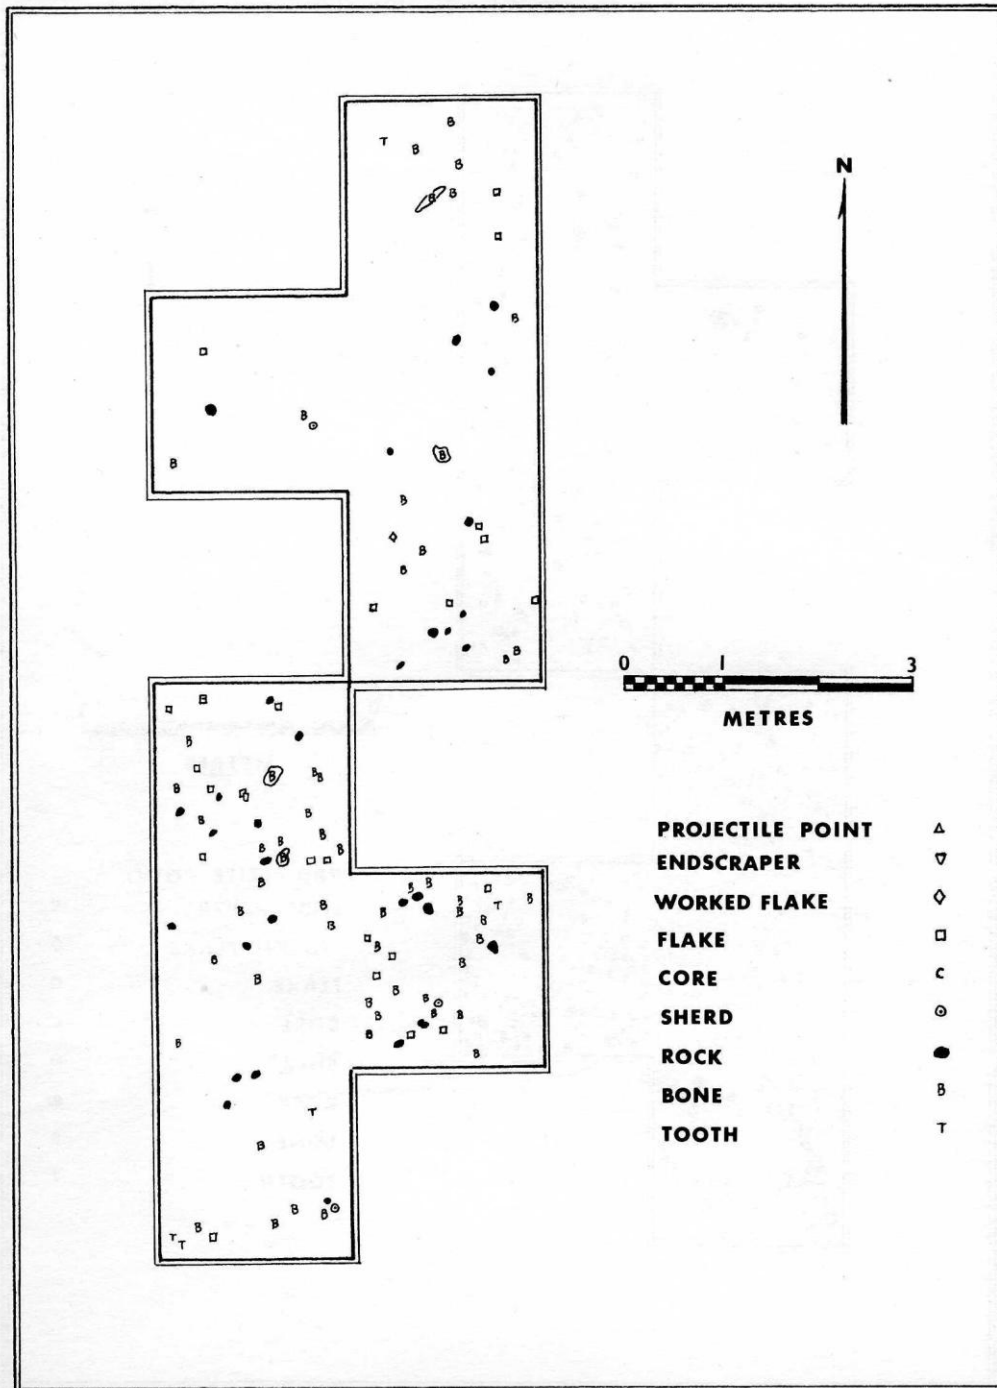 N
0 1 3
METRES
PROJECTILE POINT
ENDSCRAPER
WORKED FLAKE
FLAKE
CORE C
SHERD
ROCK
BONE B
TOOTH T